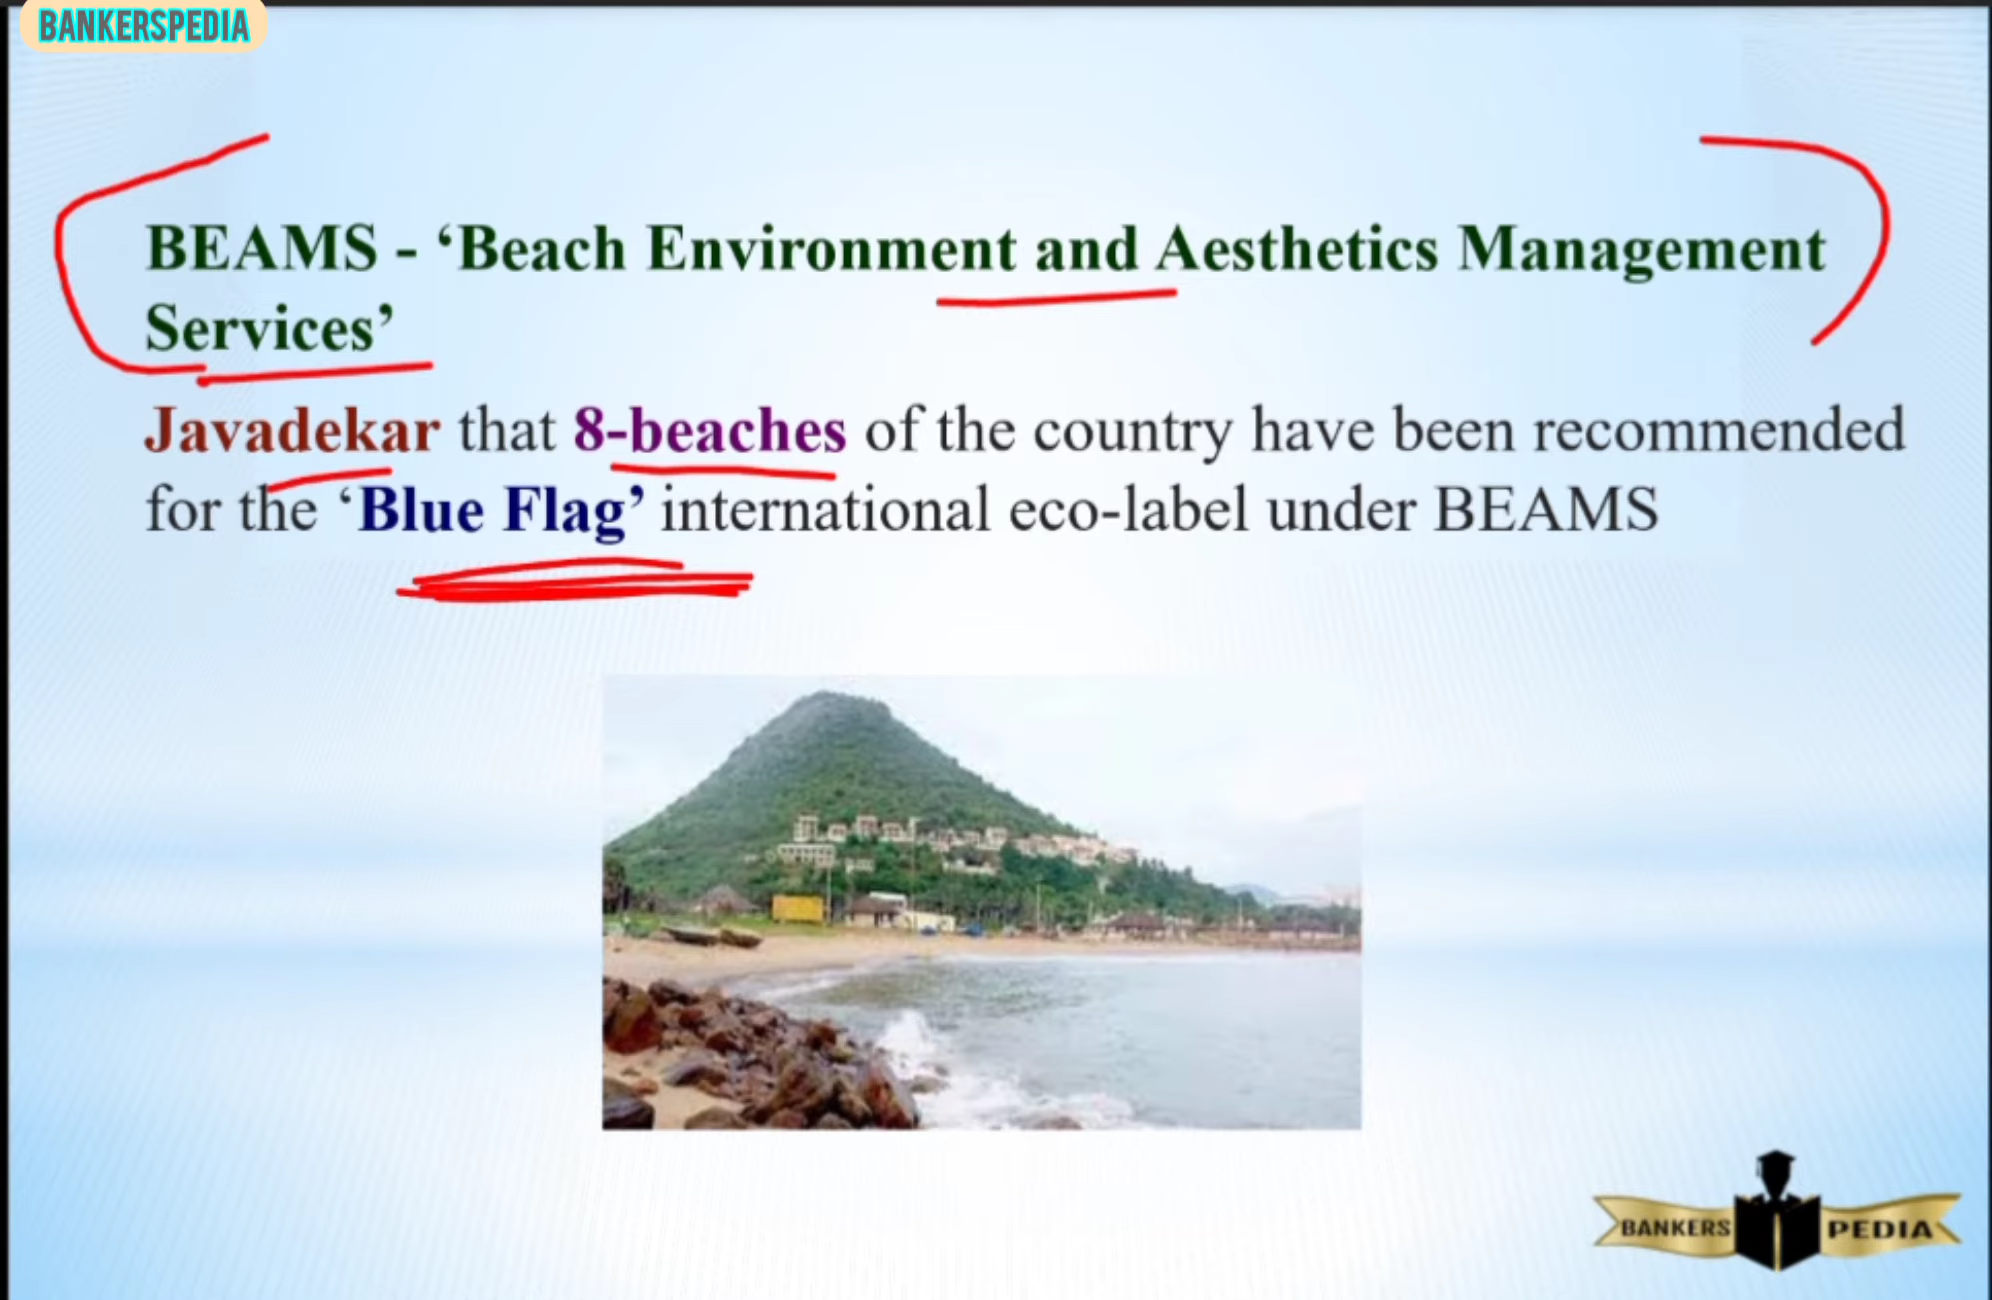 BANKERSPEDIA
BEAMS - ‘Beach Environment and Aesthetics Management
Services’
Javadekar that 8-beaches of the country have been recommended
for the ‘Blue Flag’ international eco-label under BEAMS
BANKERS PEDIA